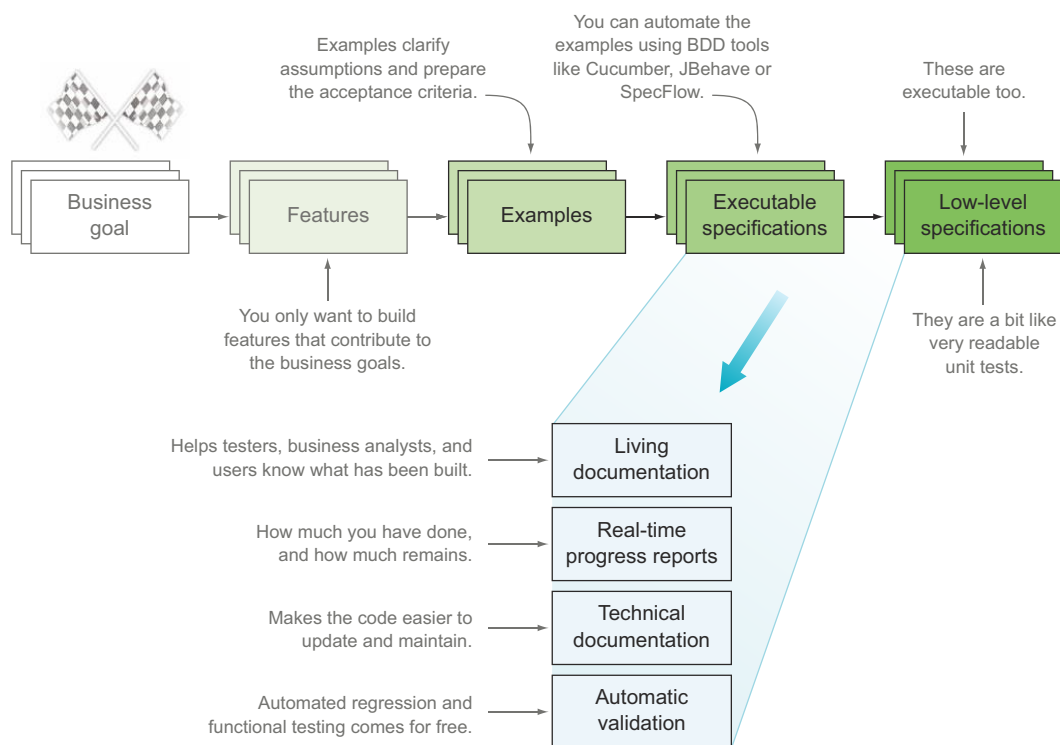 You can automate the
examples using BDD tools
like Cucumber, JBehave or
SpecFlow.
Examples clarify
assumptions and prepare
the acceptance criteria.
These are
executable too.
Business
goal
Features
Examples
Executable
specifications
Low-level
specifications
You only want to build
features that contribute to
the business goals.
They are a bit like
very readable
unit tests.
Helps testers, business analysts, and
users know what has been built.
Living
documentation
How much you have done,
and how much remains.
Real-time
progress reports
Makes the code easier to
update and maintain.
Technical
documentation
Automated regression and
functional testing comes for free.
Automatic
validation